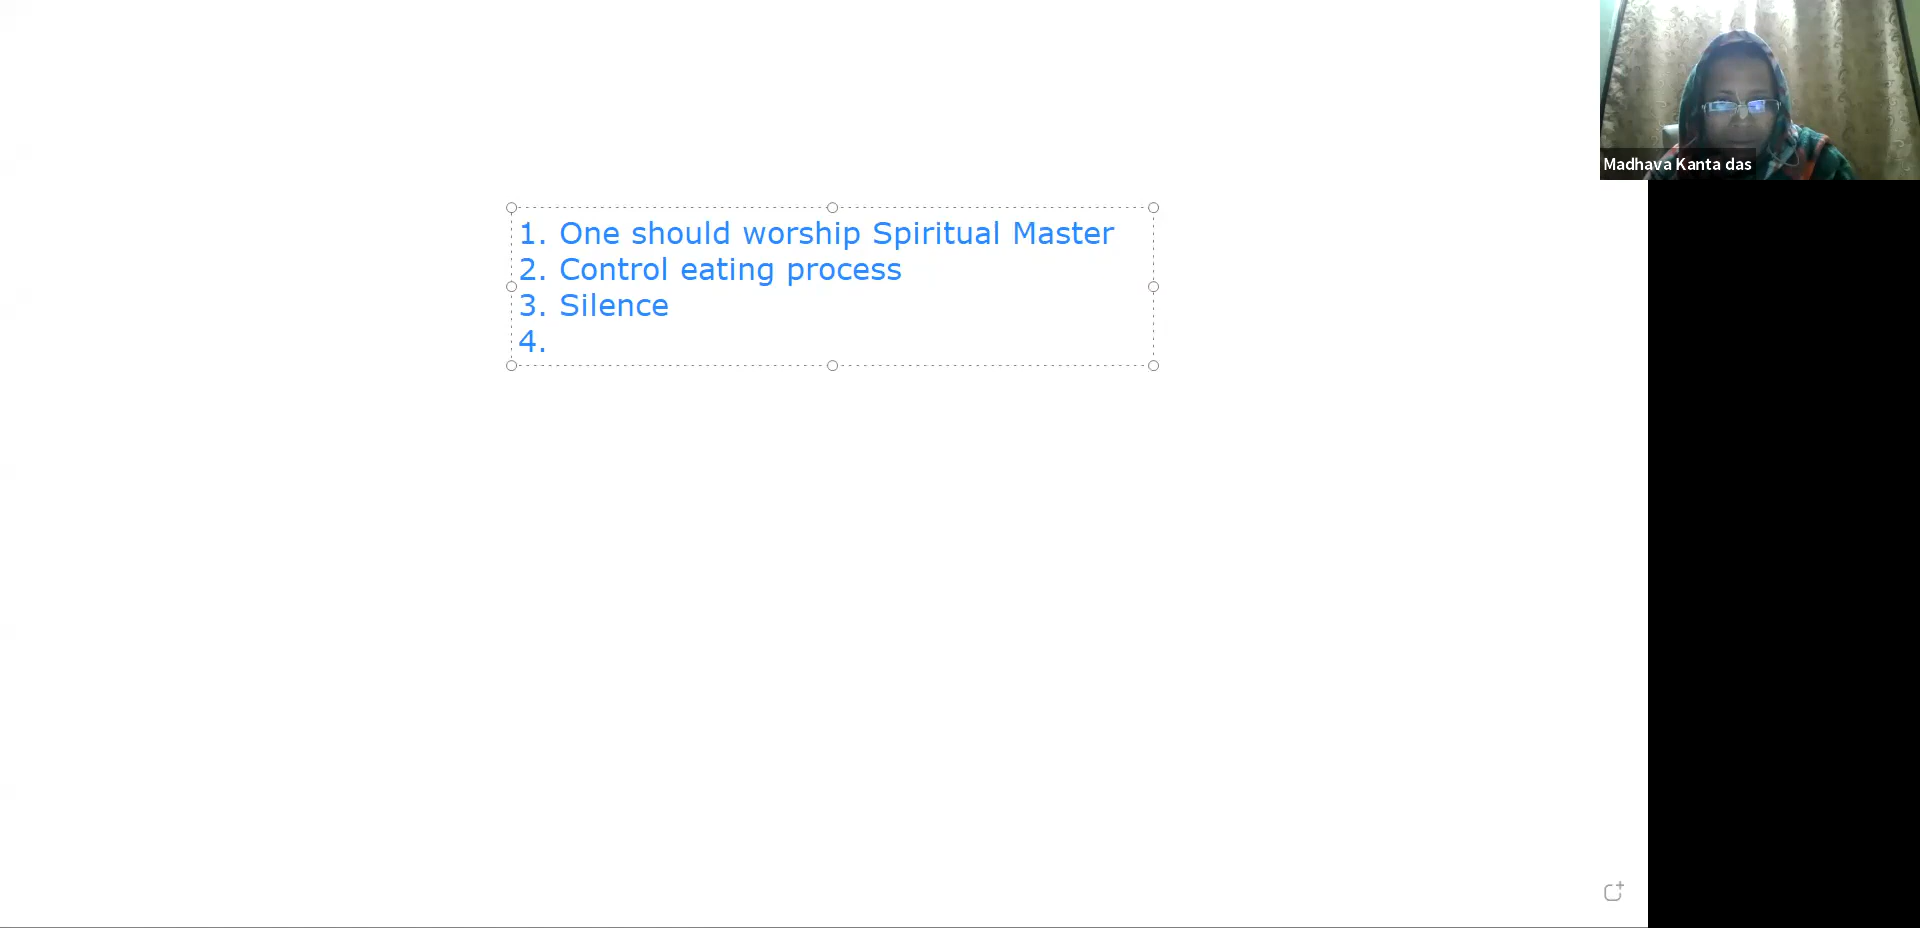 1. One should worship Spiritual Master
2. Control eating process
3. Silence
4.
Madhava Kanta das